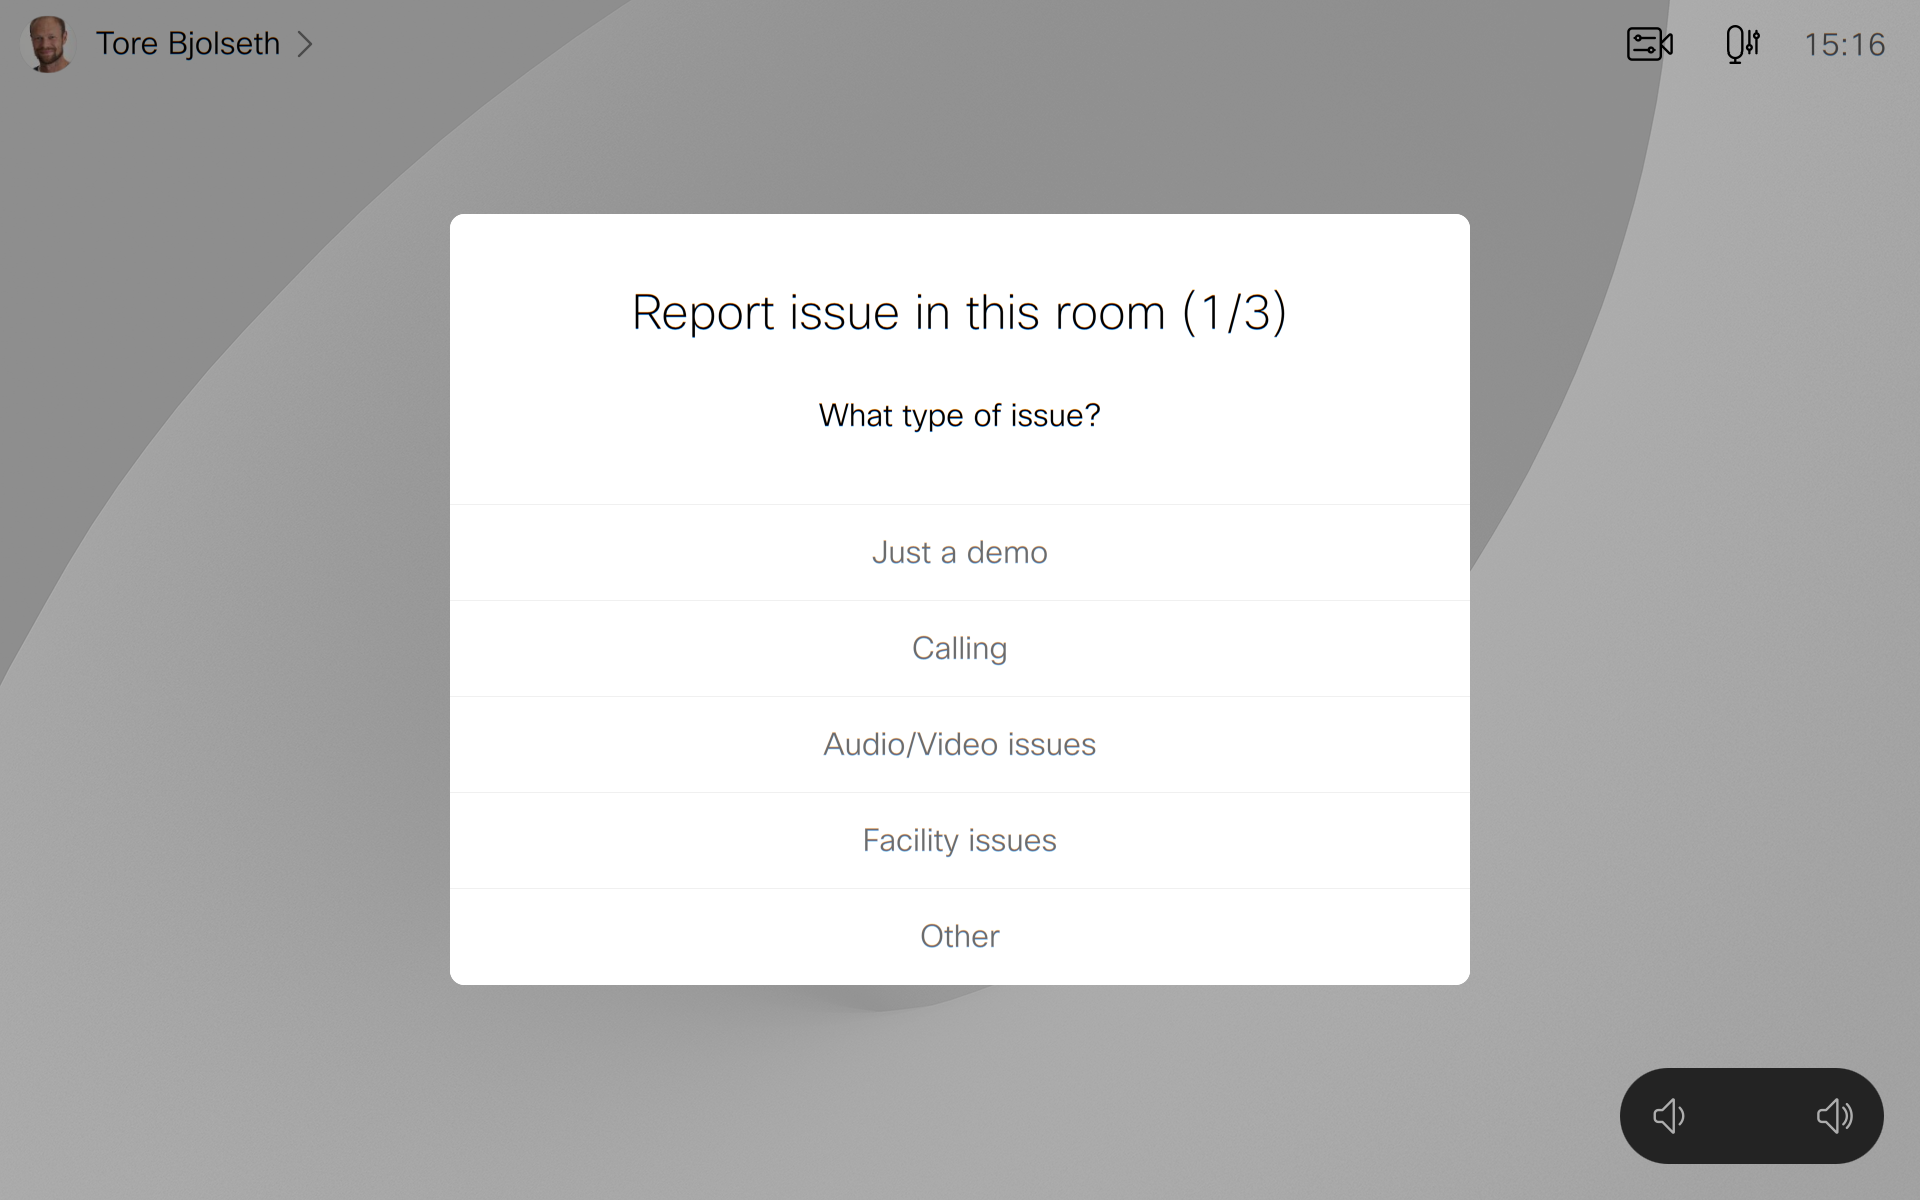 Tore Bjolseth
15:16
Report issue in this room (1/3)
What type of issue?
Just a demo
Calling
Audio/Video issues
Facility issues
Other